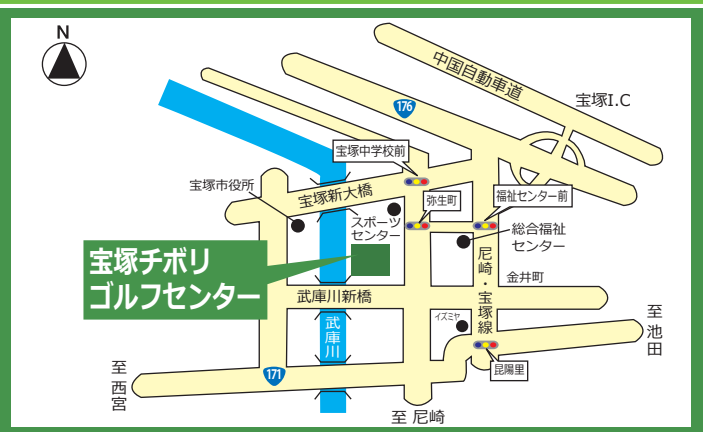 N
中国自動車道
宝塚I.C
176
宝塚中学校前
宝塚市役所
宝塚新大橋
弥生町
福祉センター前
スポーツ
センター
総合福祉
センター
宝塚チボリ
ゴルフセンター
尼崎・宝塚線
金井町
武庫川新橋
イズミヤ
至池田
武庫川
昆陽里
171
至西宮
至 尼崎